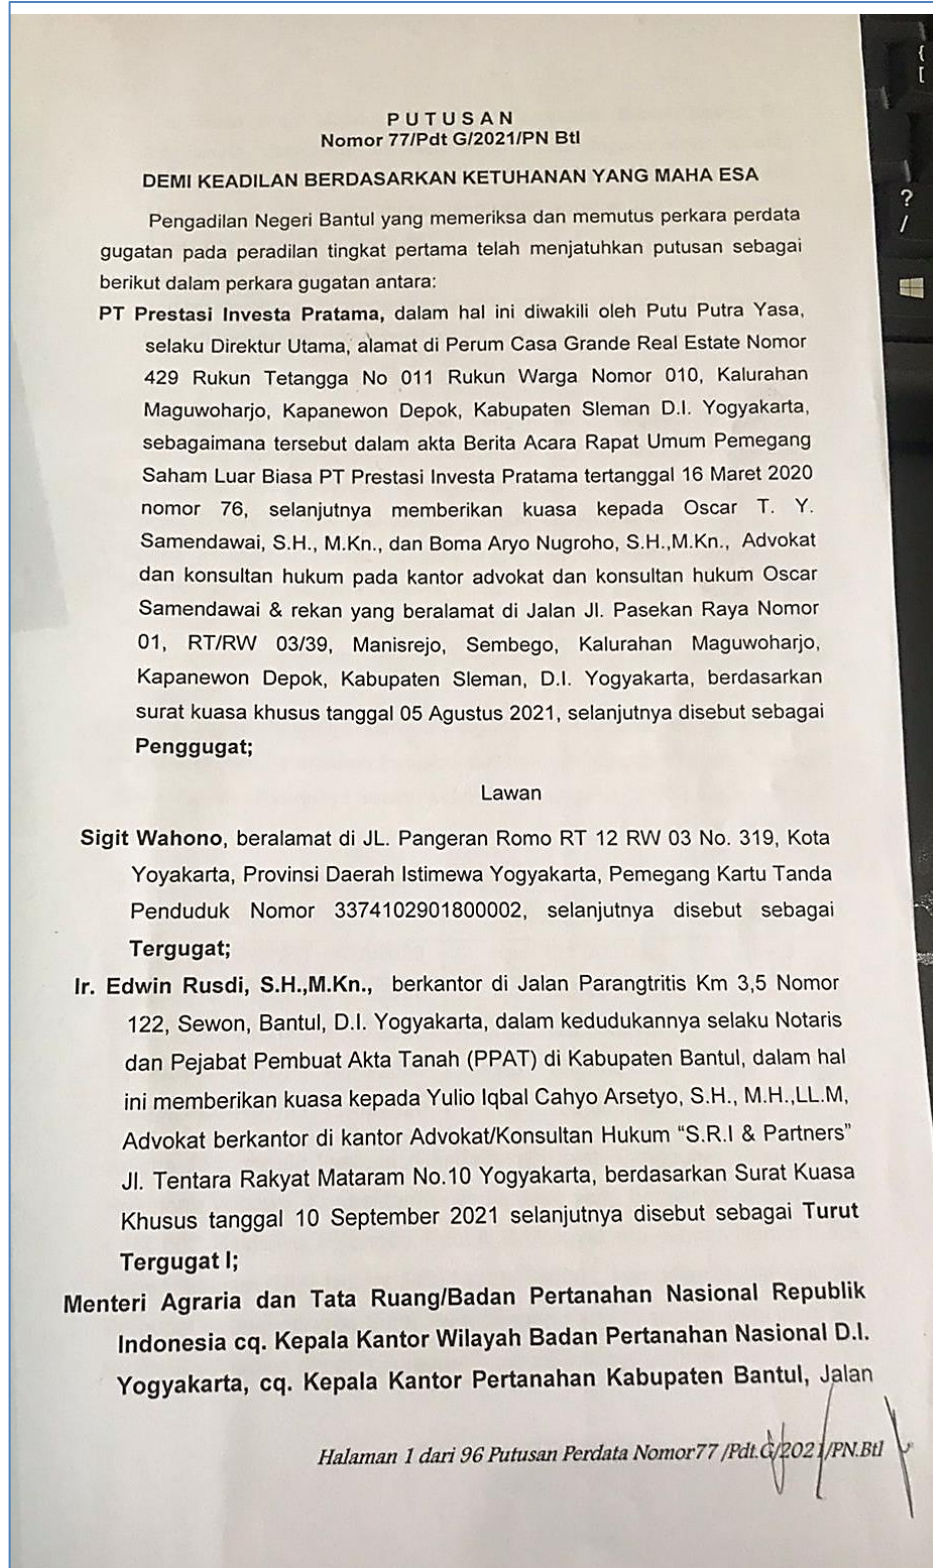 P U T U S A N
Nomor 77/Pdt G/2021/PN Btl
DEMI KEADILAN BERDASARKAN KETUHANAN YANG MAHA ESA
Pengadilan Negeri Bantul yang memeriksa dan memutus perkara perdata
gugatan pada peradilan tingkat pertama telah menjatuhkan putusan sebagai
berikut dalam perkara gugatan antara:
PT Prestasi Investa Pratama, dalam hal ini diwakili oleh Putu Putra Yasa,
selaku Direktur Utama, alamat di Perum Casa Grande Real Estate Nomor
429 Rukun Tetangga No 011 Rukun Warga Nomor 010, Kalurahan
Maguwoharjo, Kapanewon Depok, Kabupaten Sleman D.I. Yogyakarta,
sebagaimana tersebut dalam akta Berita Acara Rapat Umum Pemegang
Saham Luar Biasa PT Prestasi Investa Pratama tertanggal 16 Maret 2020
nomor 76, selanjutnya memberikan kuasa kepada Oscar T. Y.
Samendawai, S.H., M.Kn., dan Boma Aryo Nugroho, S.H.,M.Kn., Advokat
dan konsultan hukum pada kantor advokat dan konsultan hukum Oscar
Samendawai & rekan yang beralamat di Jalan Jl. Pasekan Raya Nomor
01, RT/RW 03/39, Manisrejo, Sembego, Kalurahan Maguwoharjo,
Kapanewon Depok, Kabupaten Sleman, D.I. Yogyakarta, berdasarkan
surat kuasa khusus tanggal 05 Agustus 2021, selanjutnya disebut sebagai
Penggugat;
Lawan
Sigit Wahono, beralamat di JL. Pangeran Romo RT 12 RW 03 No. 319, Kota
Yoyakarta, Provinsi Daerah Istimewa Yogyakarta, Pemegang Kartu Tanda
Penduduk Nomor 3374102901800002, selanjutnya disebut sebagai
Tergugat;
Ir. Edwin Rusdi, S.H.,M.Kn., berkantor di Jalan Parangtritis Km 3,5 Nomor
122, Sewon, Bantul, D.I. Yogyakarta, dalam kedudukannya selaku Notaris
dan Pejabat Pembuat Akta Tanah (PPAT) di Kabupaten Bantul, dalam hal
ini memberikan kuasa kepada Yulio Iqbal Cahyo Arsetyo, S.H., M.H.,LL.M,
Advokat berkantor di kantor Advokat/Konsultan Hukum “S.R.I & Partners”
Jl. Tentara Rakyat Mataram No.10 Yogyakarta, berdasarkan Surat Kuasa
Khusus tanggal 10 September 2021 selanjutnya disebut sebagai Turut
Tergugat I;
Menteri Agraria dan Tata Ruang/Badan Pertanahan Nasional Republik
Indonesia cq. Kepala Kantor Wilayah Badan Pertanahan Nasional D.I.
Yogyakarta, cq. Kepala Kantor Pertanahan Kabupaten Bantul, Jalan
Halaman 1 dari 96 Putusan Perdata Nomor77 /Pdt.G/2021/PN.Btl
{
[
?
/